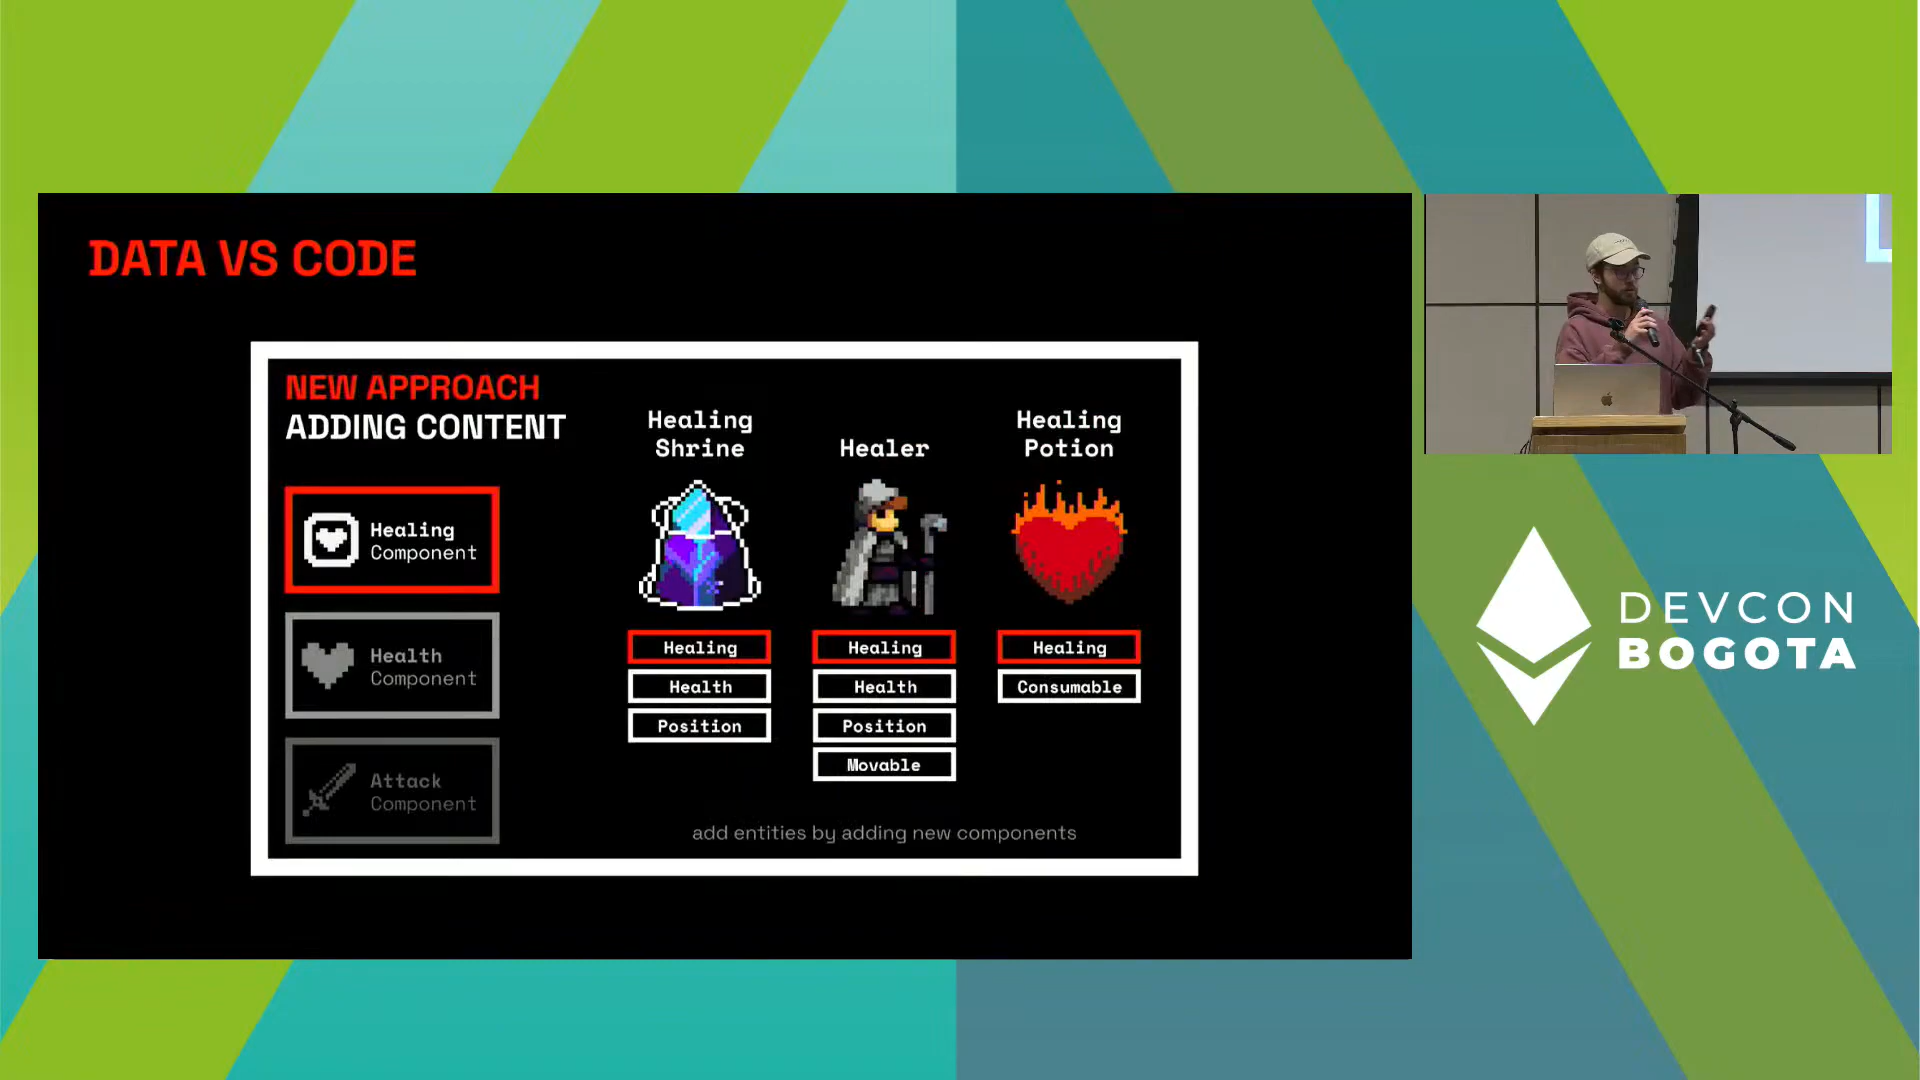 DATA VS CODE
NEW APPROACH
ADDING CONTENT
Healing
Component
Health
Component
Attack
Component
Healing
Shrine
Healing
Health
Position
Healer
Healing
Health
Position
Movable
Healing
Potion
Healing
Consumable
add entities by adding new components
DEVCON
BOGOTA